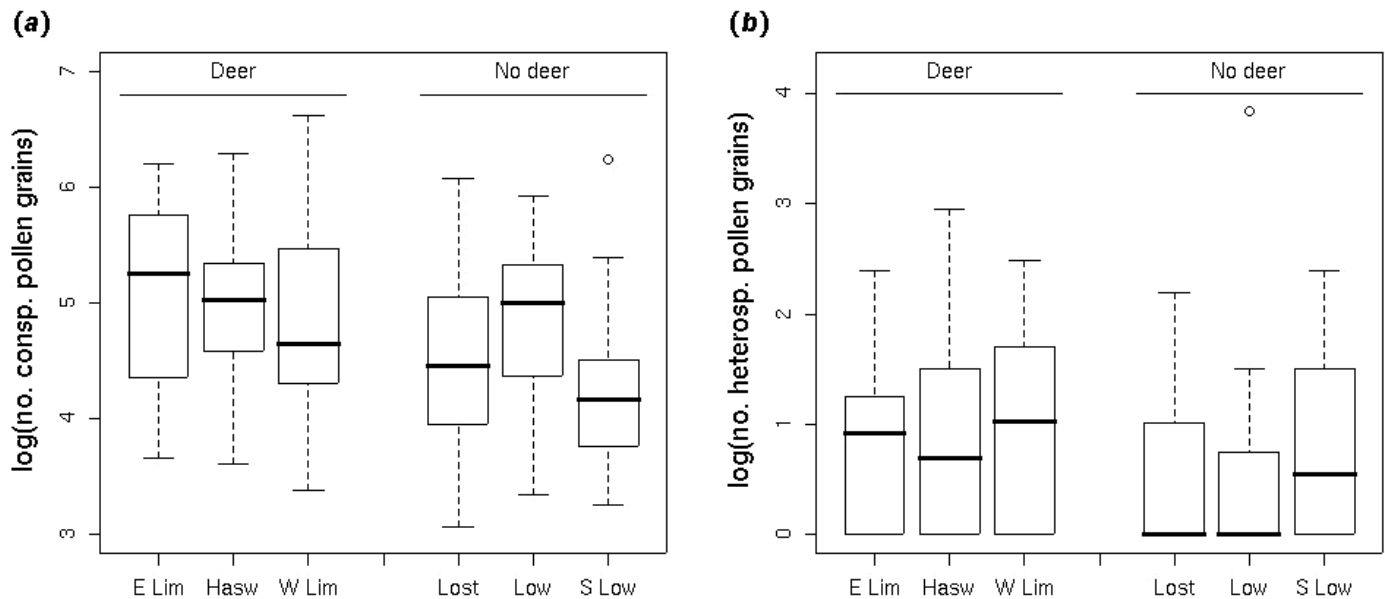 (a)
log(no. consp. pollen grains)
7
6
5
4
3
Deer
No deer
E Lim Hasw W Lim Lost Low S Low
(b)
log(no. heterosp. pollen grains)
4
3
2
1
0
Deer
No deer
E Lim Hasw W Lim Lost Low S Low